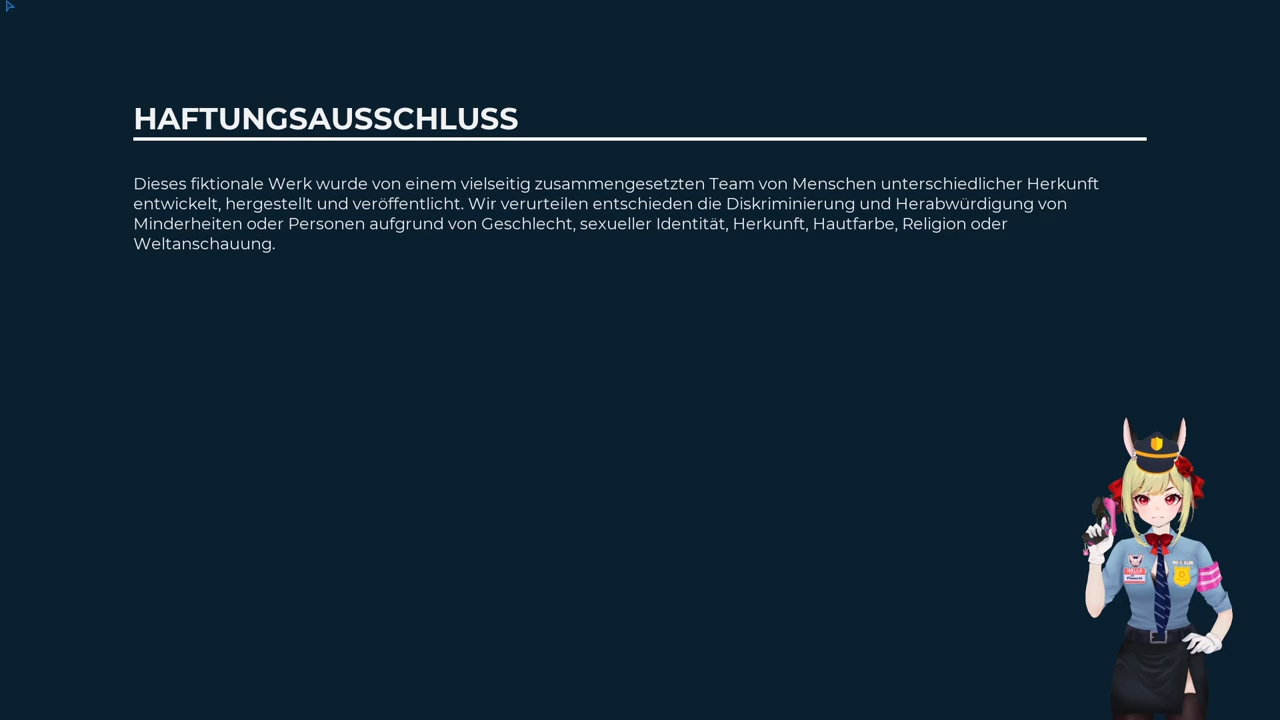 HAFTUNGSAUSSCHLUSS
Dieses fiktionale Werk wurde von einem vielseitig zusammengesetzten Team von Menschen unterschiedlicher Herkunft
entwickelt, hergestellt und veröffentlicht. Wir verurteilen entschieden die Diskriminierung und Herabwürdigung von
Minderheiten oder Personen aufgrund von Geschlecht, sexueller Identität, Herkunft, Hautfarbe, Religion oder
Weltanschauung.
HELLO